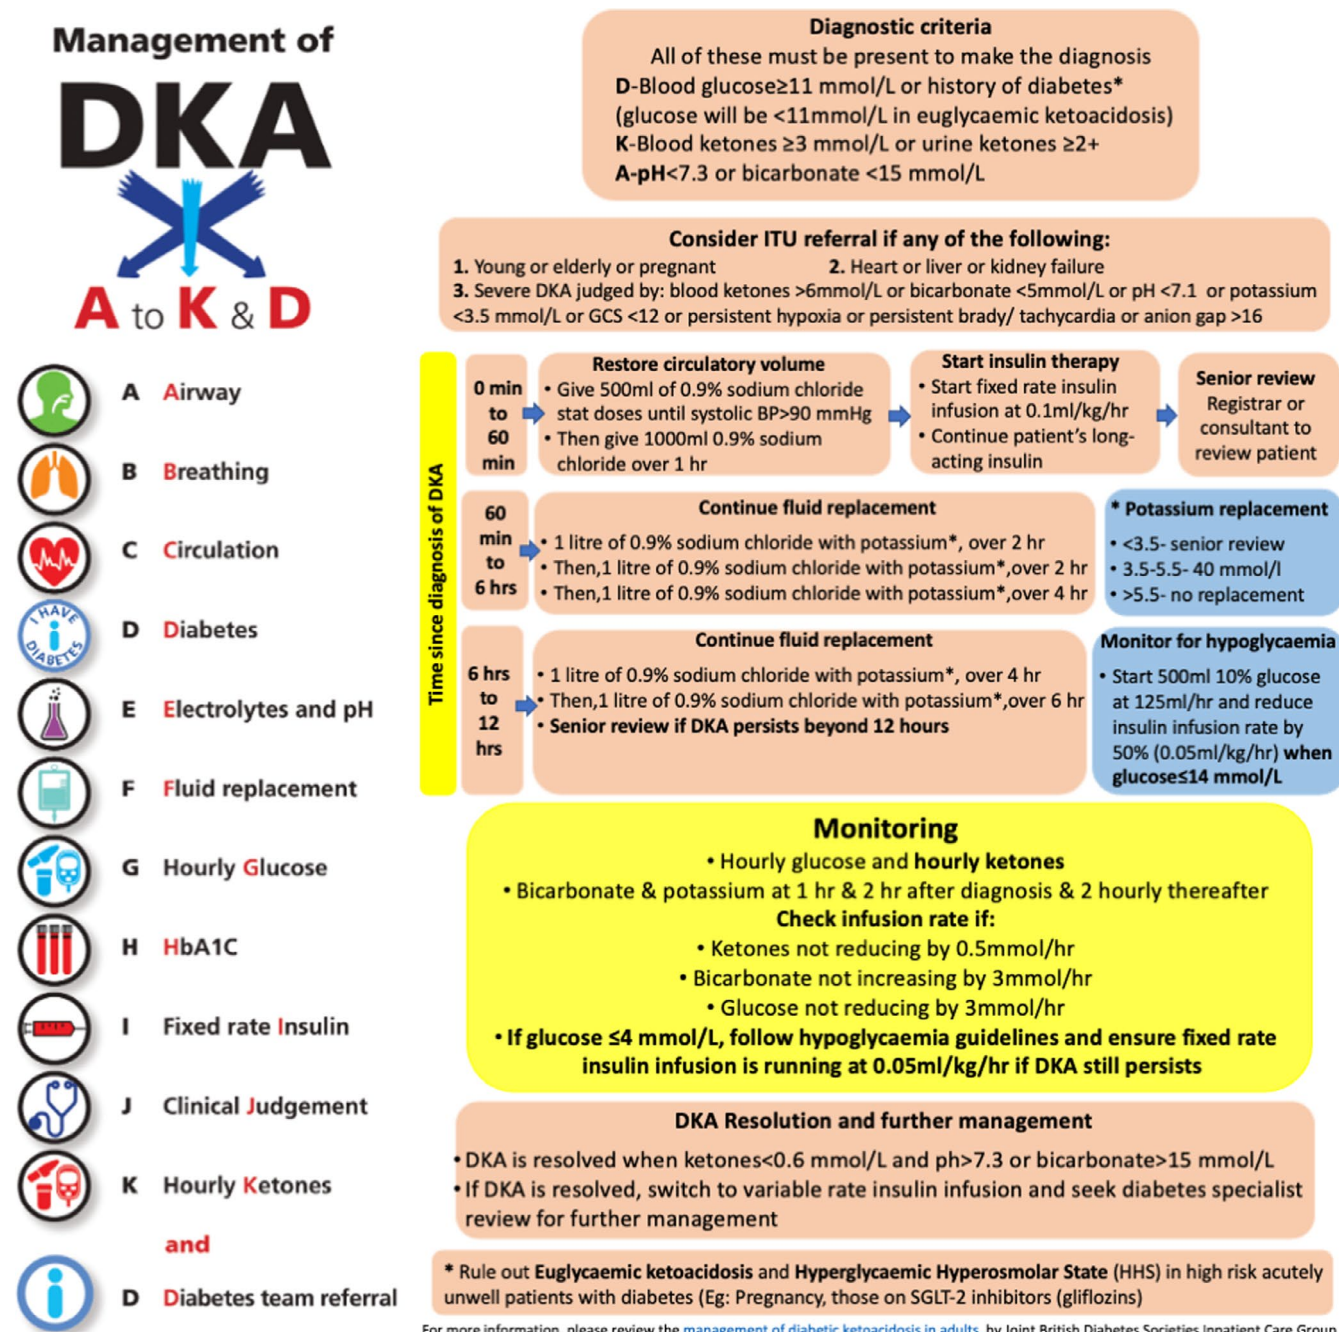 Management of
DKA
A to K & D
A Airway
B Breathing
C Circulation
I HAVE
i
DIABETES
D Diabetes
E Electrolytes and pH
F Fluid replacement
G Hourly Glucose
H HbA1C
I Fixed rate Insulin
J Clinical Judgement
K Hourly Ketones
and
i
D Diabetes team referral
Diagnostic criteria
All of these must be present to make the diagnosis
D-Blood glucose≥11 mmol/L or history of diabetes*
(glucose will be <11mmol/L in euglycaemic ketoacidosis)
K-Blood ketones ≥3 mmol/L or urine ketones ≥2+
A-pH<7.3 or bicarbonate <15 mmol/L
Consider ITU referral if any of the following:
1. Young or elderly or pregnant 2. Heart or liver or kidney failure
3. Severe DKA judged by: blood ketones >6mmol/L or bicarbonate <5mmol/L or pH <7.1 or potassium
<3.5 mmol/L or GCS <12 or persistent hypoxia or persistent brady/ tachycardia or anion gap >16
Time since diagnosis of DKA
0 min
to
60
min
Restore circulatory volume
• Give 500ml of 0.9% sodium chloride
stat doses until systolic BP>90 mmHg
• Then give 1000ml 0.9% sodium
chloride over 1 hr
Start insulin therapy
• Start fixed rate insulin
infusion at 0.1ml/kg/hr
• Continue patient's long-
acting insulin
Senior review
Registrar or
consultant to
review patient
60
min
to
6 hrs
Continue fluid replacement
• 1 litre of 0.9% sodium chloride with potassium*, over 2 hr
• Then,1 litre of 0.9% sodium chloride with potassium*,over 2 hr
• Then,1 litre of 0.9% sodium chloride with potassium*,over 4 hr
* Potassium replacement
• <3.5- senior review
• 3.5-5.5- 40 mmol/l
• >5.5- no replacement
6 hrs
to
12
hrs
Continue fluid replacement
• 1 litre of 0.9% sodium chloride with potassium*, over 4 hr
• Then,1 litre of 0.9% sodium chloride with potassium*,over 6 hr
• Senior review if DKA persists beyond 12 hours
Monitor for hypoglycaemia
• Start 500ml 10% glucose
at 125ml/hr and reduce
insulin infusion rate by
50% (0.05ml/kg/hr) when
glucose≤14 mmol/L
Monitoring
• Hourly glucose and hourly ketones
• Bicarbonate & potassium at 1 hr & 2 hr after diagnosis & 2 hourly thereafter
Check infusion rate if:
• Ketones not reducing by 0.5mmol/hr
• Bicarbonate not increasing by 3mmol/hr
• Glucose not reducing by 3mmol/hr
• If glucose ≤4 mmol/L, follow hypoglycaemia guidelines and ensure fixed rate
insulin infusion is running at 0.05ml/kg/hr if DKA still persists
DKA Resolution and further management
• DKA is resolved when ketones<0.6 mmol/L and ph>7.3 or bicarbonate>15 mmol/L
• If DKA is resolved, switch to variable rate insulin infusion and seek diabetes specialist
review for further management
* Rule out Euglycaemic ketoacidosis and Hyperglycaemic Hyperosmolar State (HHS) in high risk acutely
unwell patients with diabetes (Eg: Pregnancy, those on SGLT-2 inhibitors (gliflozins)
For more information, please review the management of diabetic ketoacidosis in adults, by Joint British Diabetes Societies Inpatient Care Group